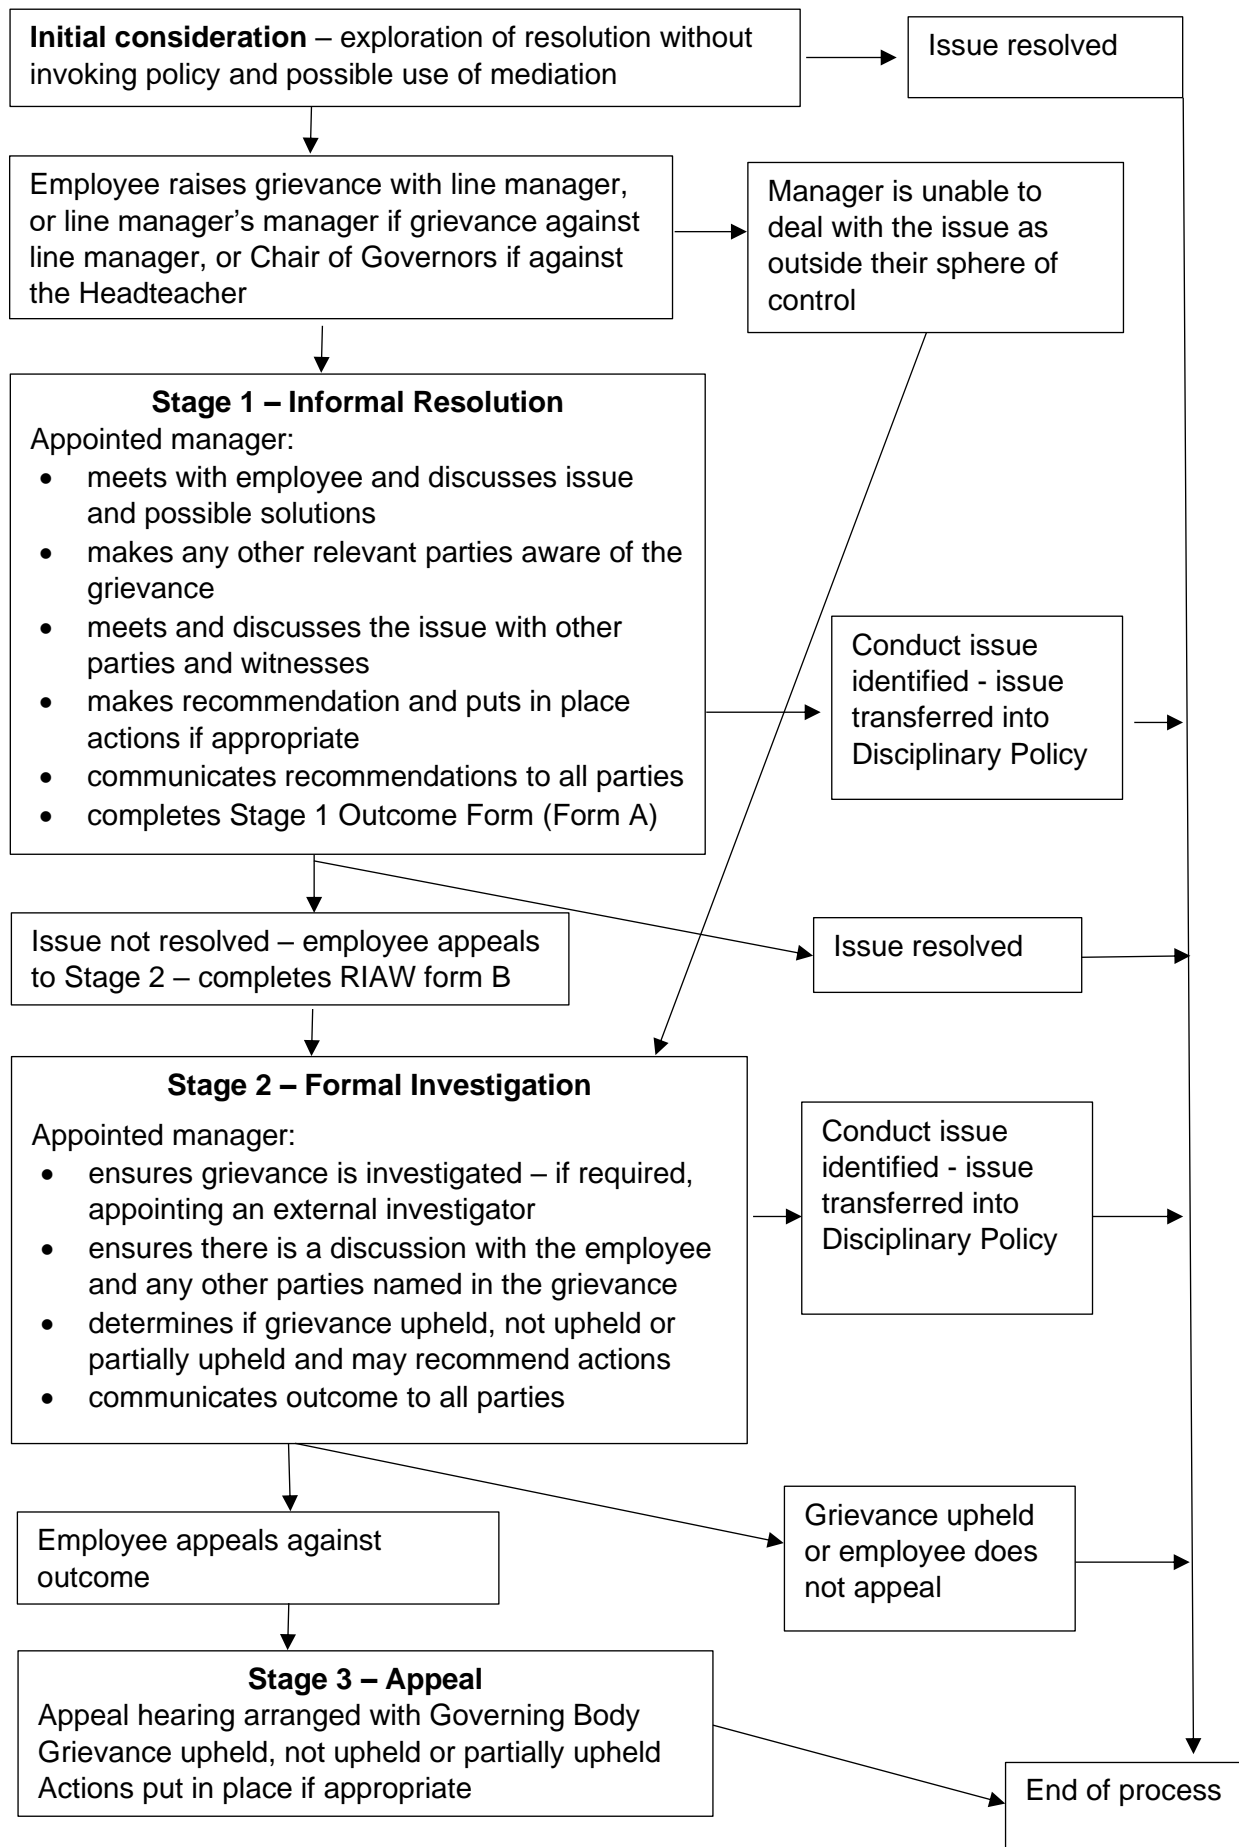 Initial consideration – exploration of resolution without
invoking policy and possible use of mediation
Issue resolved
Employee raises grievance with line manager,
or line manager’s manager if grievance against
line manager, or Chair of Governors if against
the Headteacher
Manager is unable to
deal with the issue as
outside their sphere of
control
Stage 1 – Informal Resolution
Appointed manager:
• meets with employee and discusses issue
and possible solutions
• makes any other relevant parties aware of the
grievance
• meets and discusses the issue with other
parties and witnesses
• makes recommendation and puts in place
actions if appropriate
• communicates recommendations to all parties
• completes Stage 1 Outcome Form (Form A)
Conduct issue
identified - issue
transferred into
Disciplinary Policy
Issue not resolved – employee appeals
to Stage 2 – completes RIAW form B
Issue resolved
Stage 2 – Formal Investigation
Appointed manager:
• ensures grievance is investigated – if required,
appointing an external investigator
• ensures there is a discussion with the employee
and any other parties named in the grievance
• determines if grievance upheld, not upheld or
partially upheld and may recommend actions
• communicates outcome to all parties
Conduct issue
identified - issue
transferred into
Disciplinary Policy
Employee appeals against
outcome
Grievance upheld
or employee does
not appeal
Stage 3 – Appeal
Appeal hearing arranged with Governing Body
Grievance upheld, not upheld or partially upheld
Actions put in place if appropriate
End of process